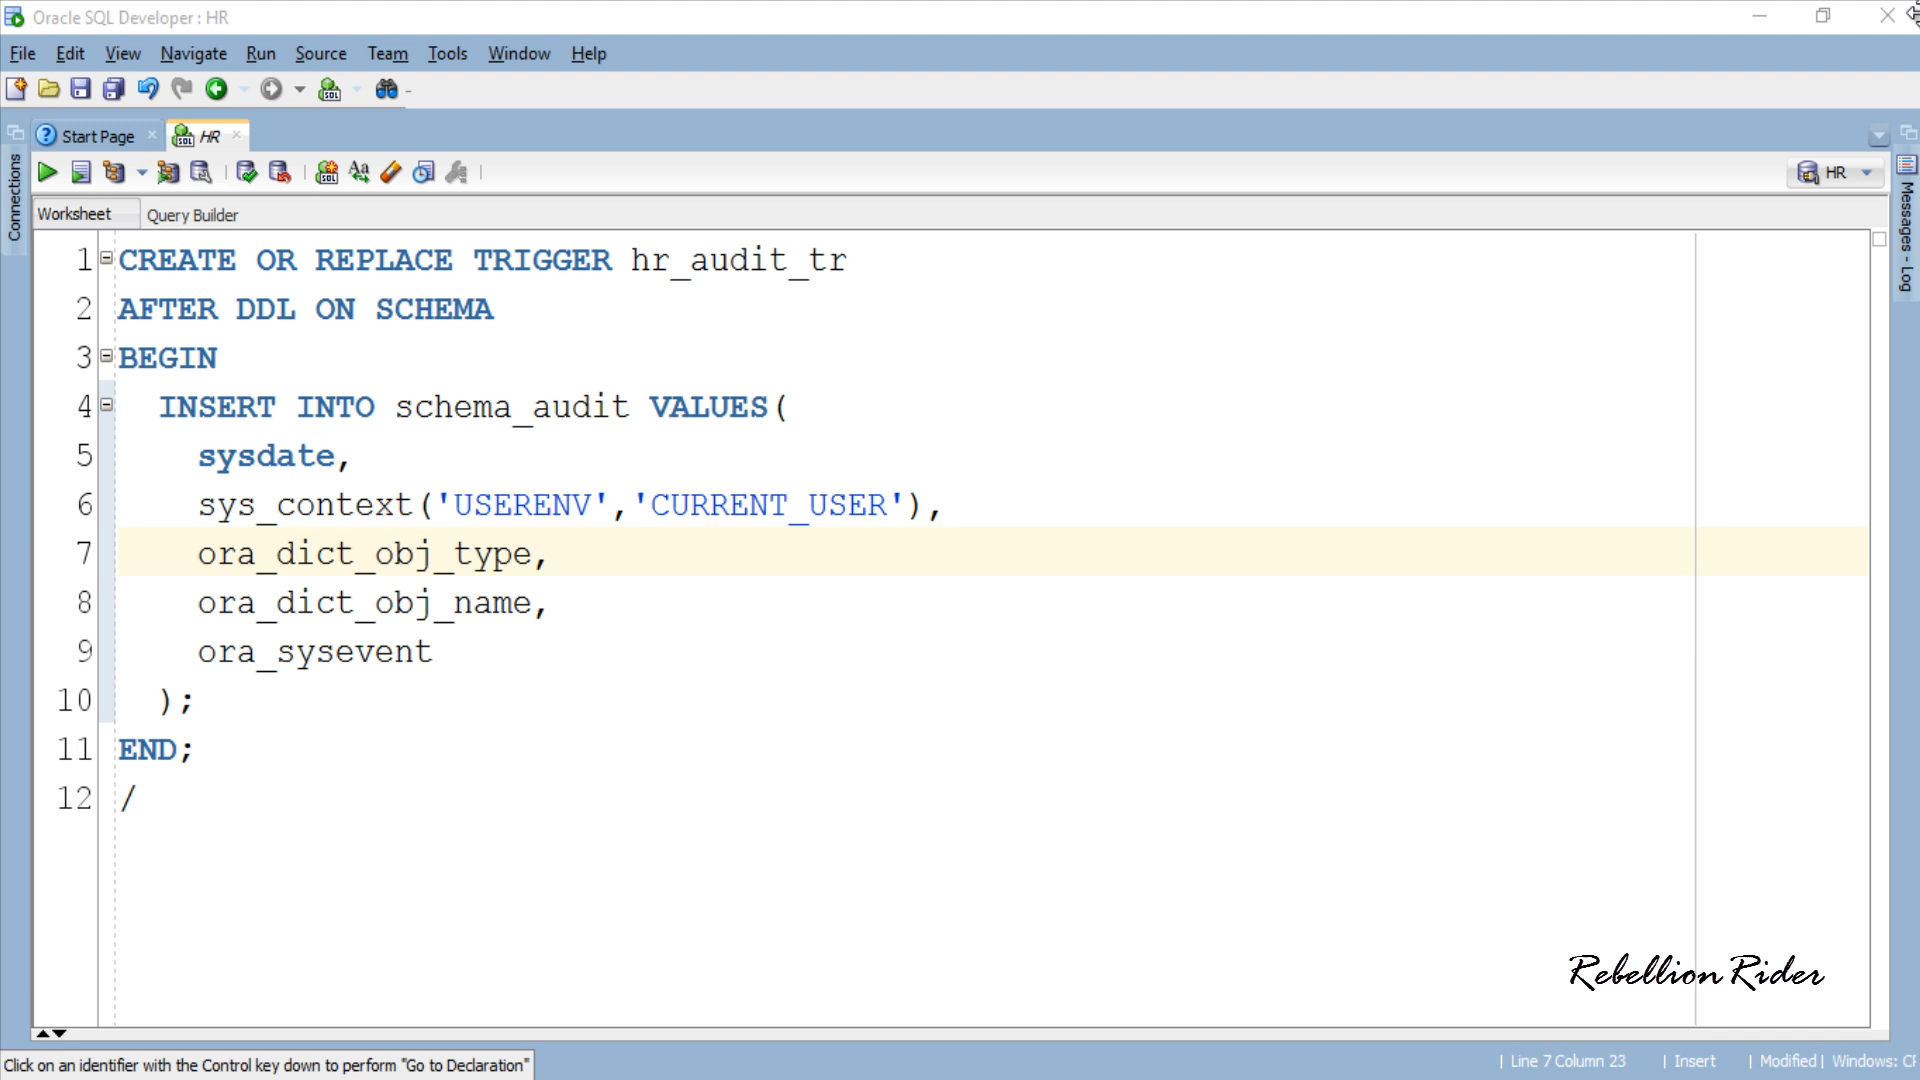 Oracle SQL Developer : HR
File Edit View Navigate Run Source Team Tools Window Help
Start Page HR
HR
Connections
Messages - Log
Worksheet Query Builder
1 CREATE OR REPLACE TRIGGER hr_audit_tr
2 AFTER DDL ON SCHEMA
3 BEGIN
4 INSERT INTO schema_audit VALUES(
5 sysdate,
6 sys_context('USERENV','CURRENT_USER'),
7 ora_dict_obj_type,
8 ora_dict_obj_name,
9 ora_sysevent
10 );
11 END;
12 /
Rebellion Rider
Click on an identifier with the Control key down to perform "Go to Declaration"
| Line 7 Column 23 | Insert | Modified | Windows: